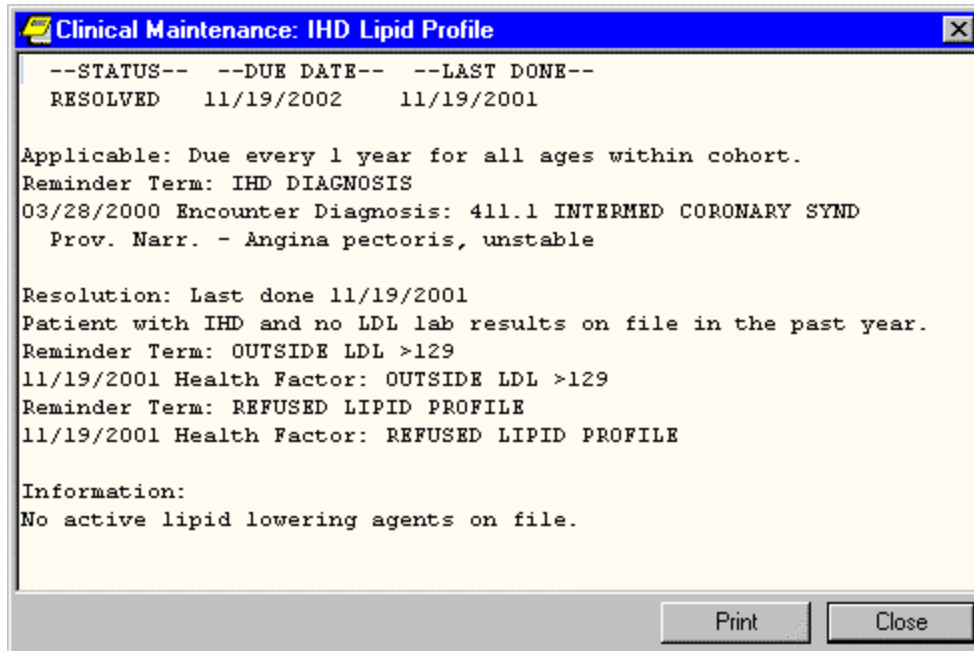 Clinical Maintenance: IHD Lipid Profile
--STATUS-- --DUE DATE-- --LAST DONE--
RESOLVED 11/19/2002 11/19/2001
Applicable: Due every 1 year for all ages within cohort.
Reminder Term: IHD DIAGNOSIS
03/28/2000 Encounter Diagnosis: 411.1 INTERMED CORONARY SYND
Prov. Narr. - Angina pectoris, unstable
Resolution: Last done 11/19/2001
Patient with IHD and no LDL lab results on file in the past year.
Reminder Term: OUTSIDE LDL >129
11/19/2001 Health Factor: OUTSIDE LDL >129
Reminder Term: REFUSED LIPID PROFILE
11/19/2001 Health Factor: REFUSED LIPID PROFILE
Information:
No active lipid lowering agents on file.
Print Close